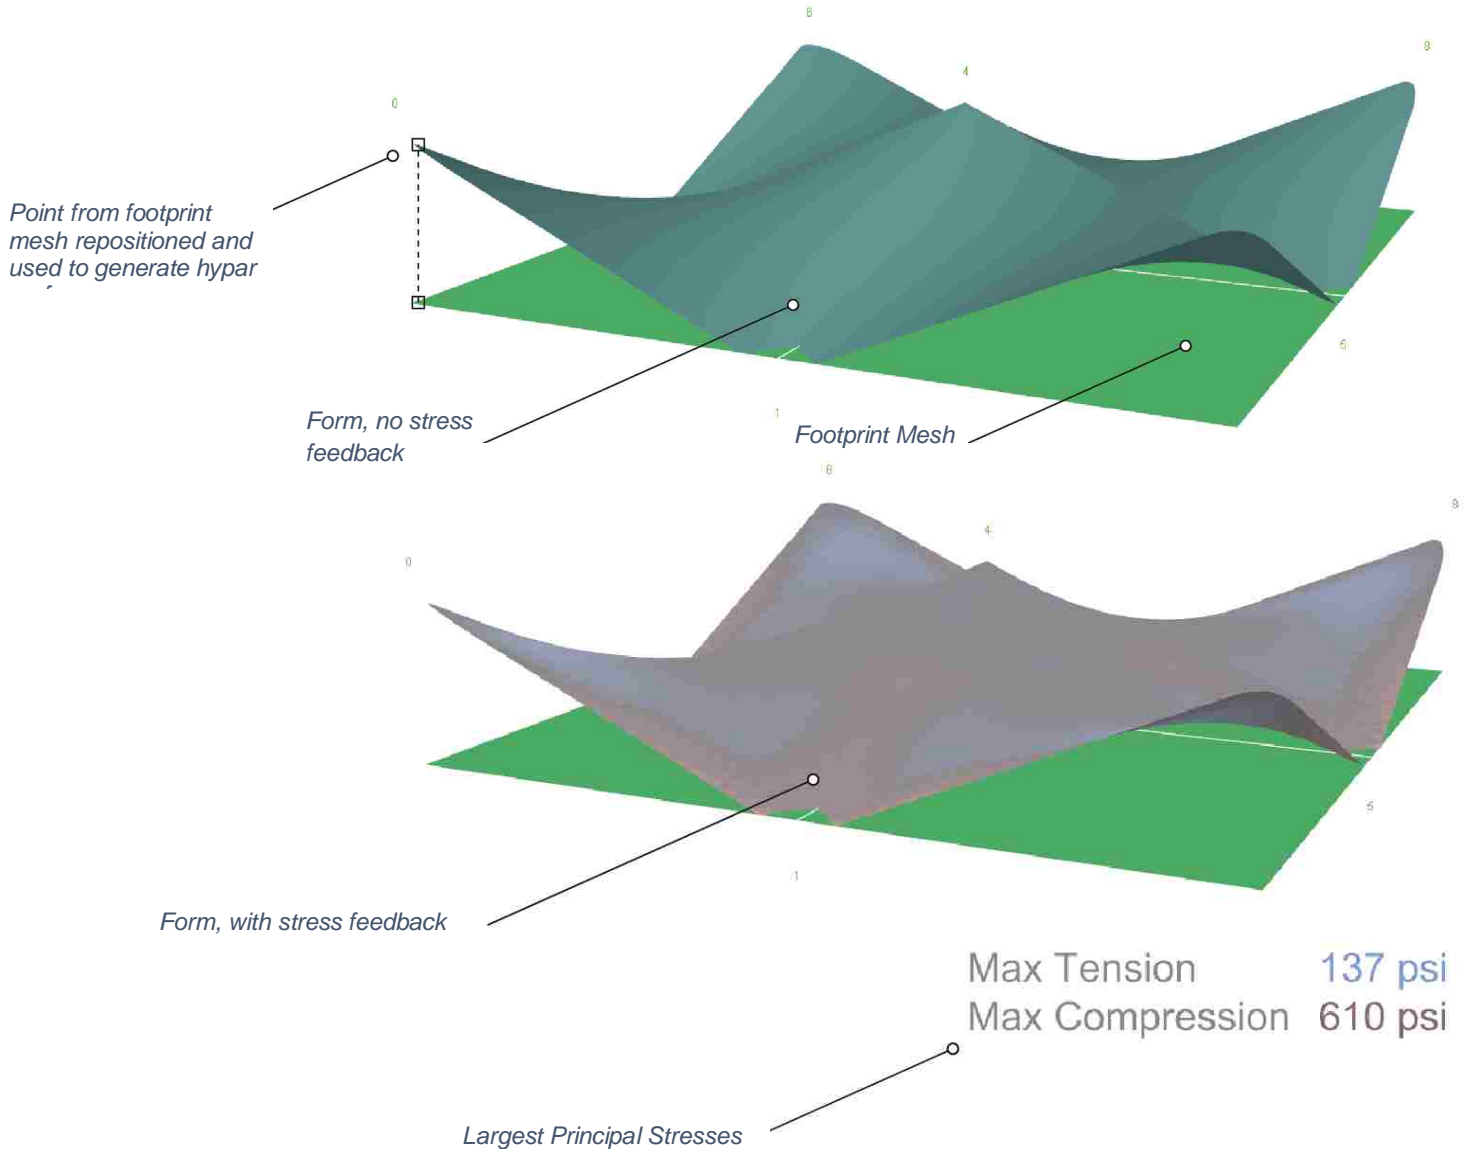 6
8
4
0
Point from footprint
mesh repositioned and
used to generate hypar
5
Form, no stress
feedback
1
Footprint Mesh
8
8
4
0
5
1
Form, with stress feedback
Max Tension 137 psi
Max Compression 610 psi
Largest Principal Stresses